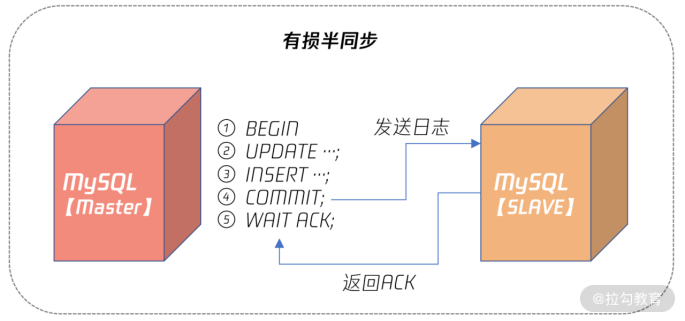 有损半同步
MySQL
【Master】
① BEGIN
② UPDATE …;
③ INSERT …;
④ COMMIT;
⑤ WAIT ACK;
发送日志
返回ACK
MySQL
【SLAVE】
@拉勾教育